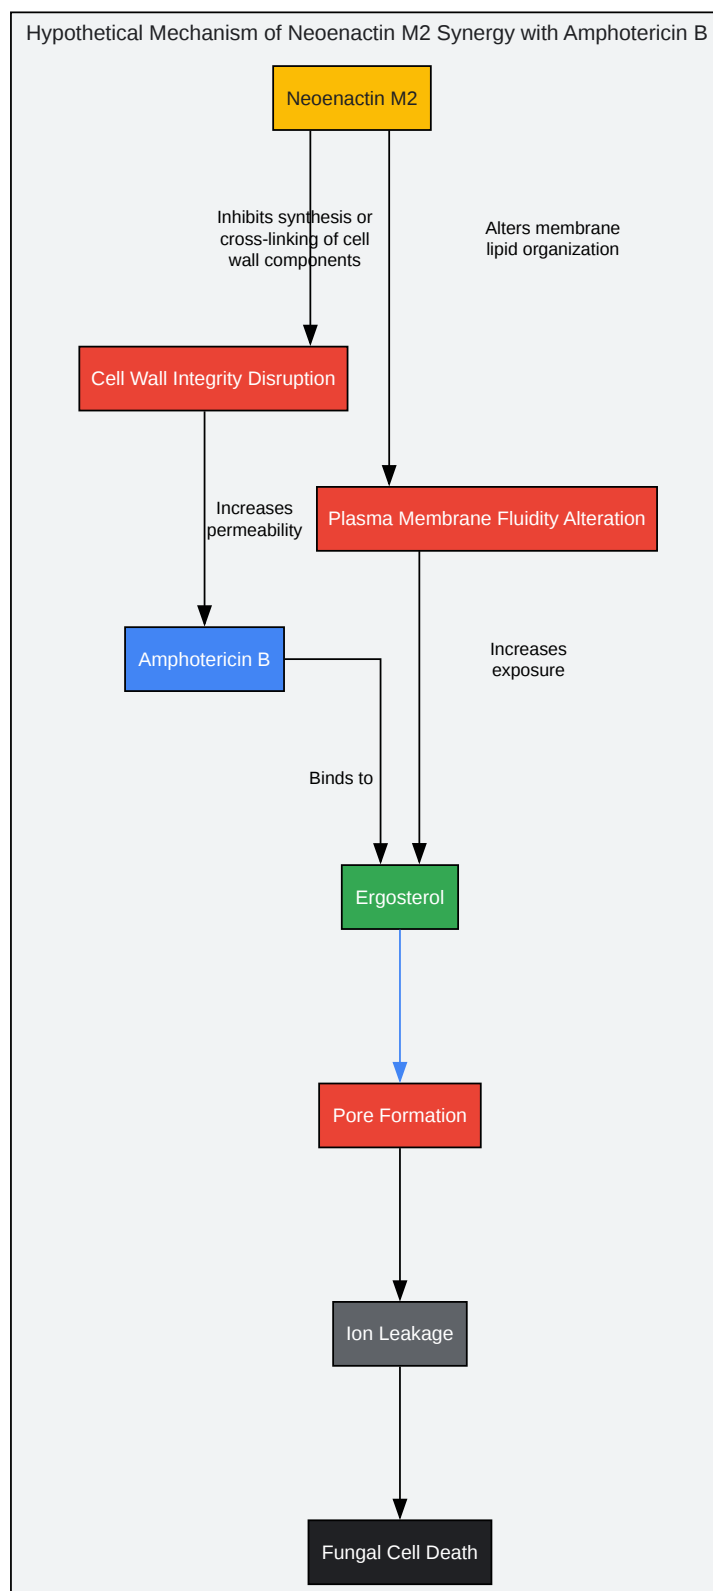 Hypothetical Mechanism of Neoenactin M2 Synergy with Amphotericin B
Neoenactin M2
Inhibits synthesis or
cross-linking of cell
wall components
Alters membrane
lipid organization
Cell Wall Integrity Disruption
Increases
permeability
Plasma Membrane Fluidity Alteration
Amphotericin B
Increases
exposure
Binds to
Ergosterol
Pore Formation
Ion Leakage
Fungal Cell Death